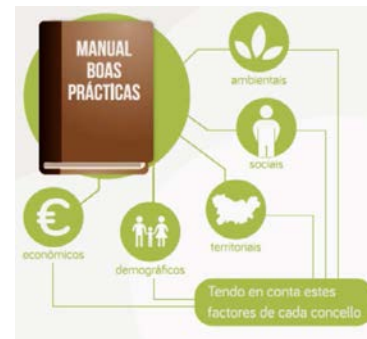 MANUAL
BOAS
PRÁCTICAS
ambientais
sociais
económicos
demográficos
territoriais
Tendo en conta estes
factores de cada concello